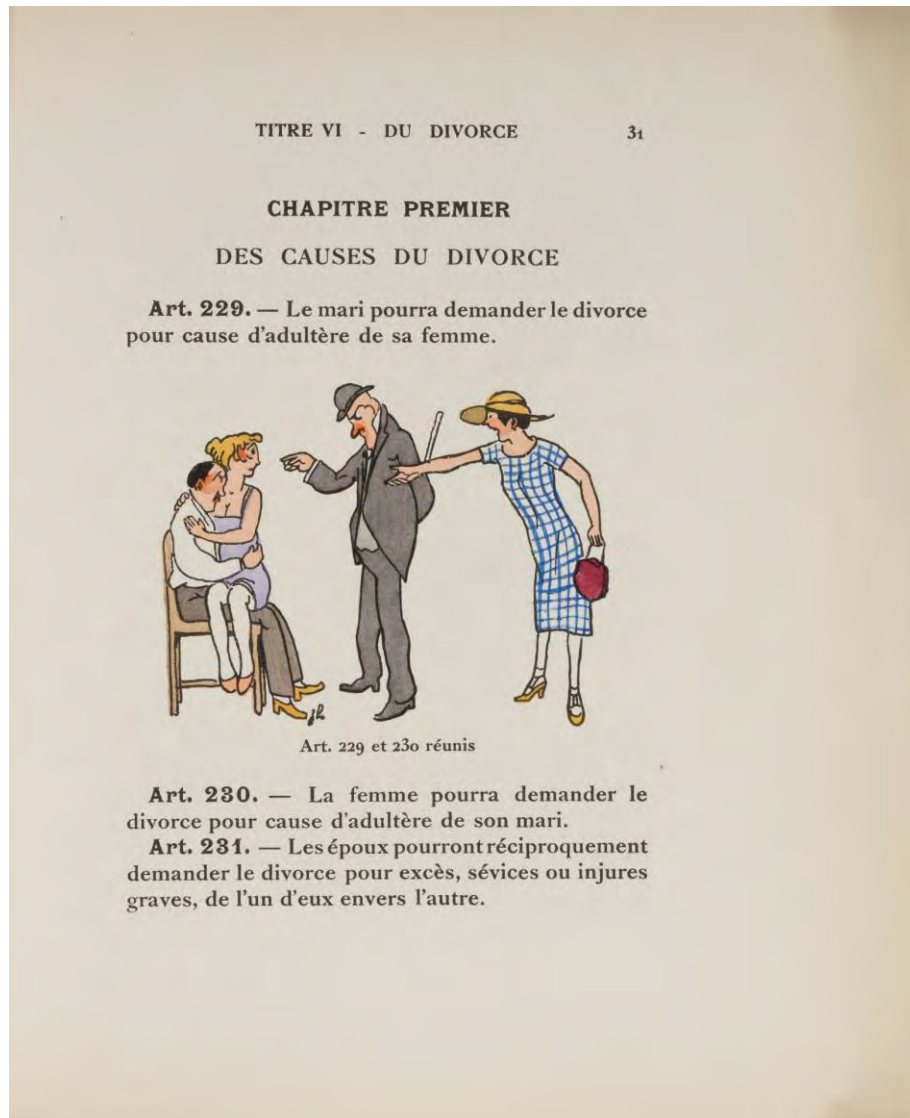 TITRE VI - DU DIVORCE 31
CHAPITRE PREMIER
DES CAUSES DU DIVORCE
Art. 229. — Le mari pourra demander le divorce
pour cause d'adultère de sa femme.
jh
Art. 229 et 230 réunis
Art. 230. — La femme pourra demander le
divorce pour cause d'adultère de son mari.
Art. 231. — Les époux pourront réciproquement
demander le divorce pour excès, sévices ou injures
graves, de l'un d'eux envers l'autre.